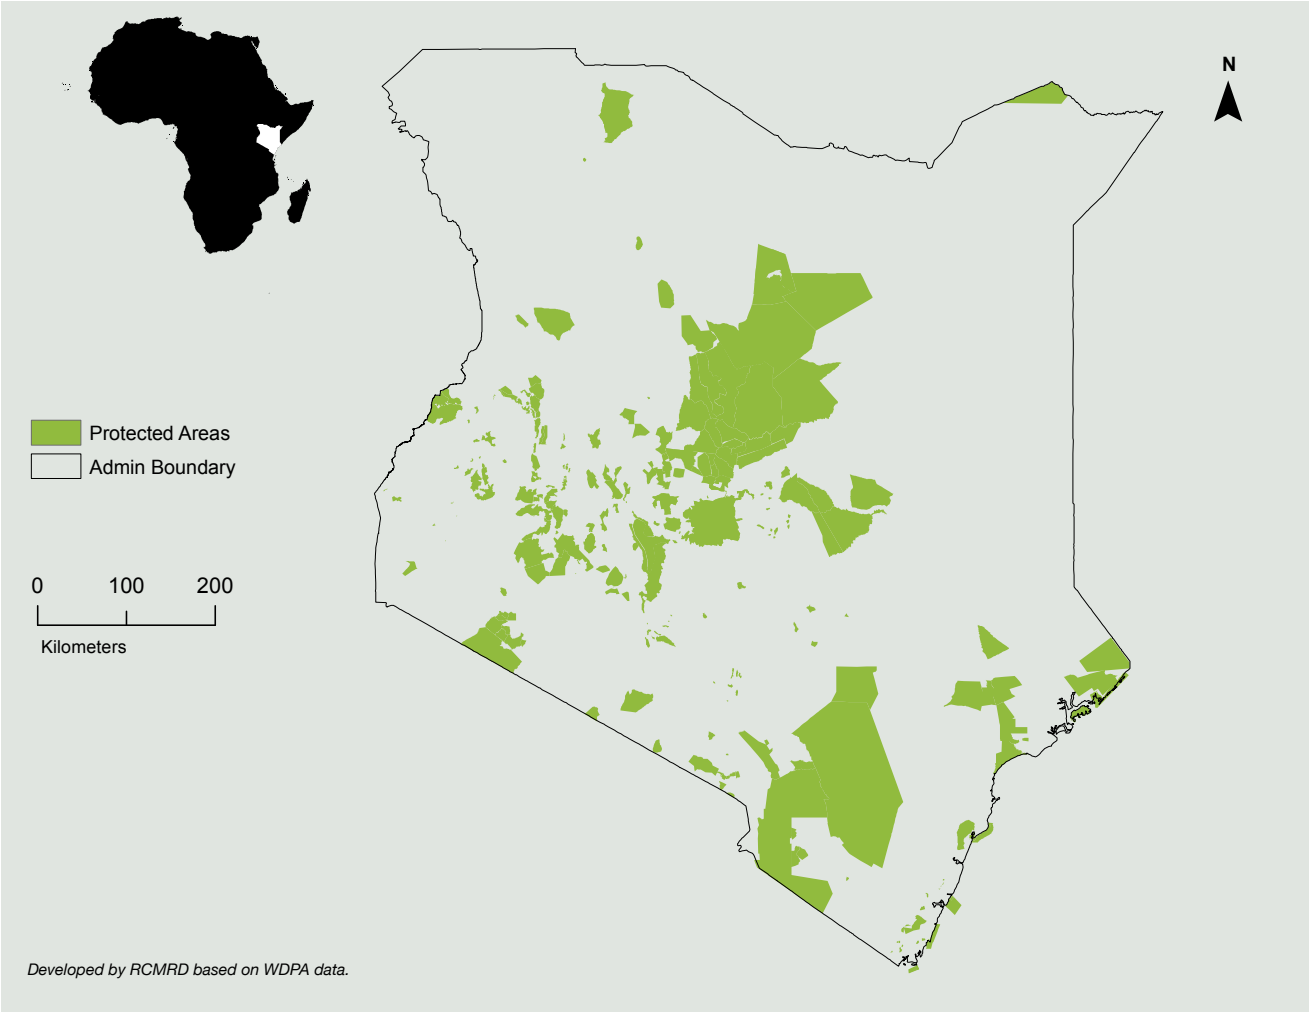 N
Protected Areas
Admin Boundary
0 100 200
Kilometers
Developed by RCMRD based on WDPA data.